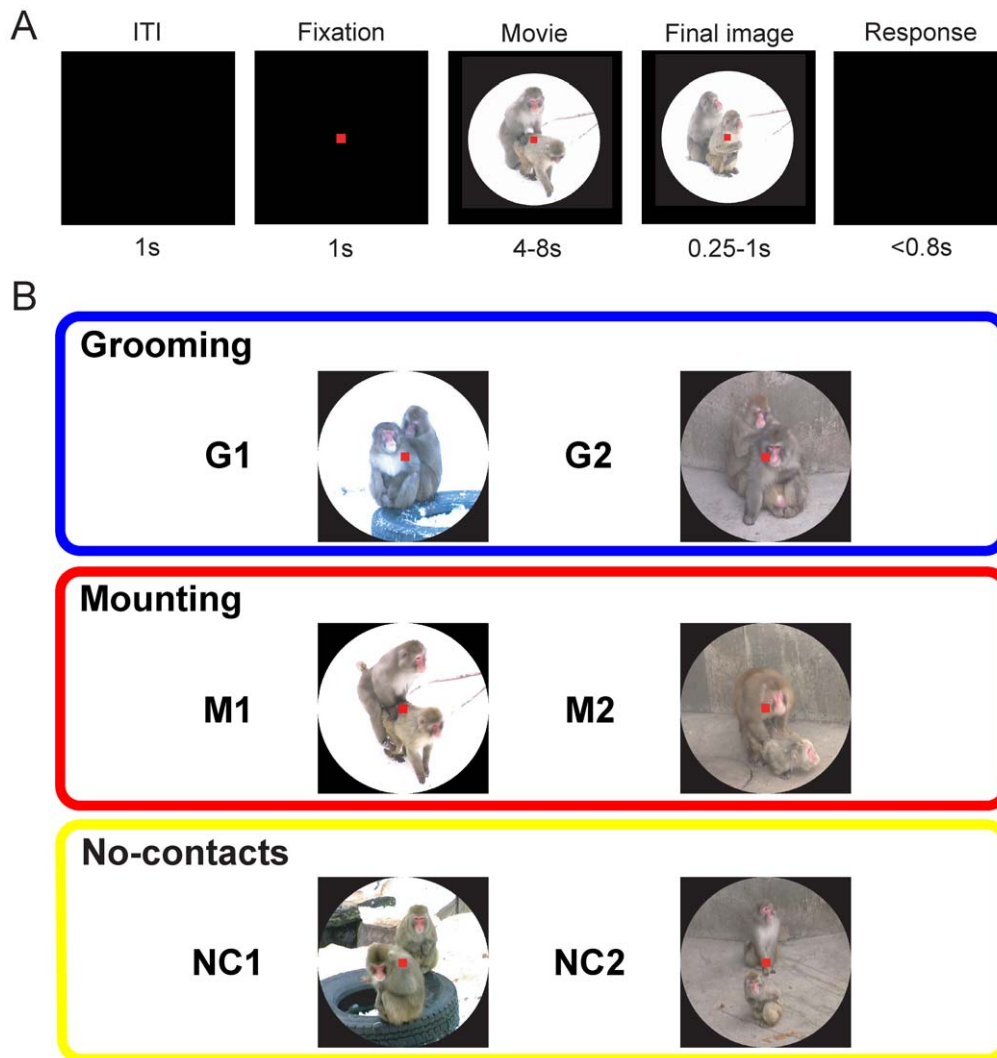 A
ITI Fixation Movie Final image Response
1s 1s 4-8s 0.25-1s <0.8s
B
Grooming
G1 G2
Mounting
M1 M2
No-contacts
NC1 NC2